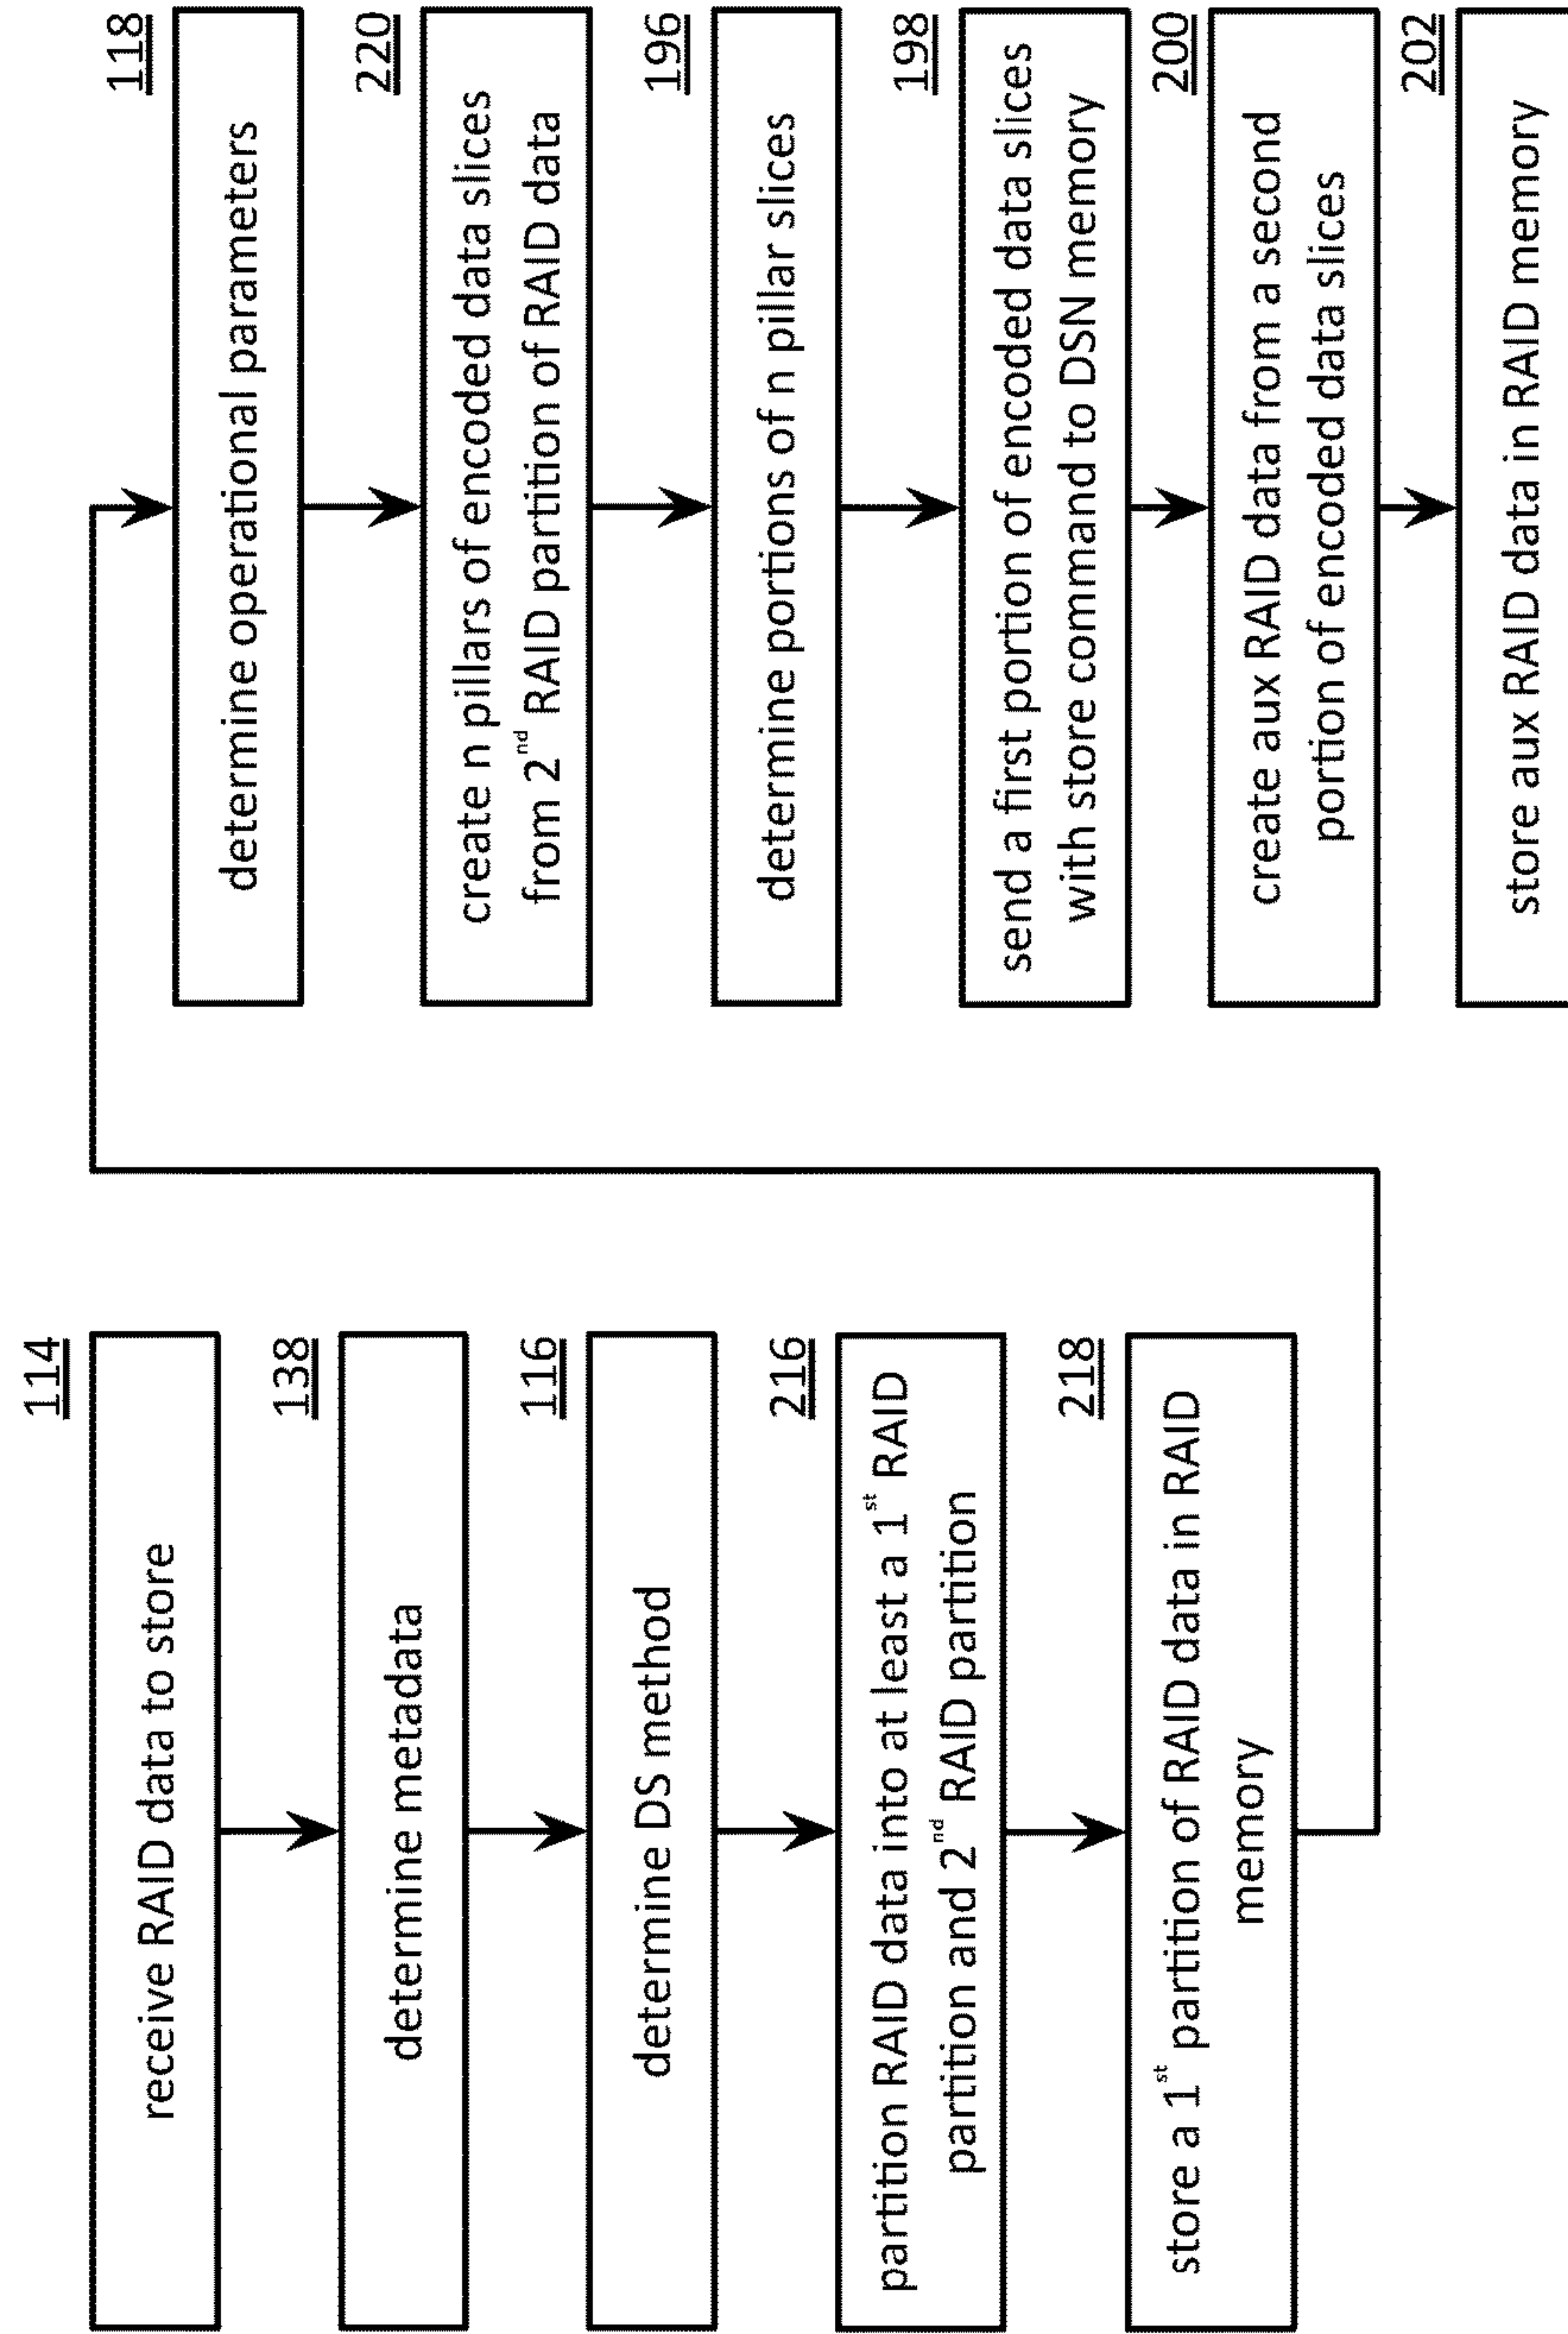 114
receive RAID data to store
138
determine metadata
116
determine DS method
216
partition RAID data into at least a 1st RAID
partition and 2nd RAID partition
218
store a 1st partition of RAID data in RAID
memory
118
determine operational parameters
220
create n pillars of encoded data slices
from 2nd RAID partition of RAID data
196
determine portions of n pillar slices
198
send a first portion of encoded data slices
with store command to DSN memory
200
create aux RAID data from a second
portion of encoded data slices
202
store aux RAID data in RAID memory